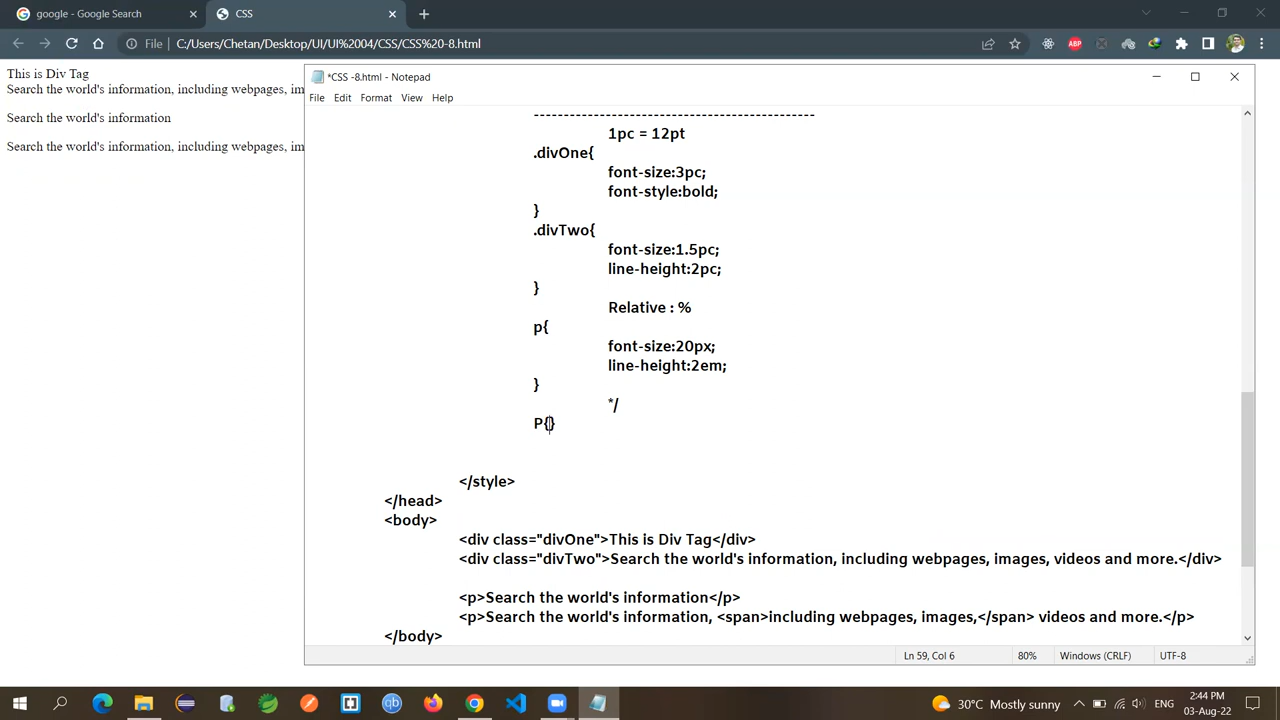 google - Google Search
CSS
File
C:/Users/Chetan/Desktop/UI/UI%2004/CSS/CSS%20-8.html
ABP
This is Div Tag
Search the world's information, including webpages, im
Search the world's information
Search the world's information, including webpages, im
*CSS -8.html - Notepad
File Edit Format View Help
-----------------------------------------------
1pc = 12pt
.divOne{
font-size:3pc;
font-style:bold;
}
.divTwo{
font-size:1.5pc;
line-height:2pc;
}
Relative : %
p{
font-size:20px;
line-height:2em;
}
*/
P{}
</style>
</head>
<body>
<div class="divOne">This is Div Tag</div>
<div class="divTwo">Search the world's information, including webpages, images, videos and more.</div>
<p>Search the world's information</p>
<p>Search the world's information, <span>including webpages, images,</span> videos and more.</p>
</body>
Ln 59, Col 6
80%
Windows (CRLF)
UTF-8
qb
30°C Mostly sunny
ENG
2:44 PM
03-Aug-22